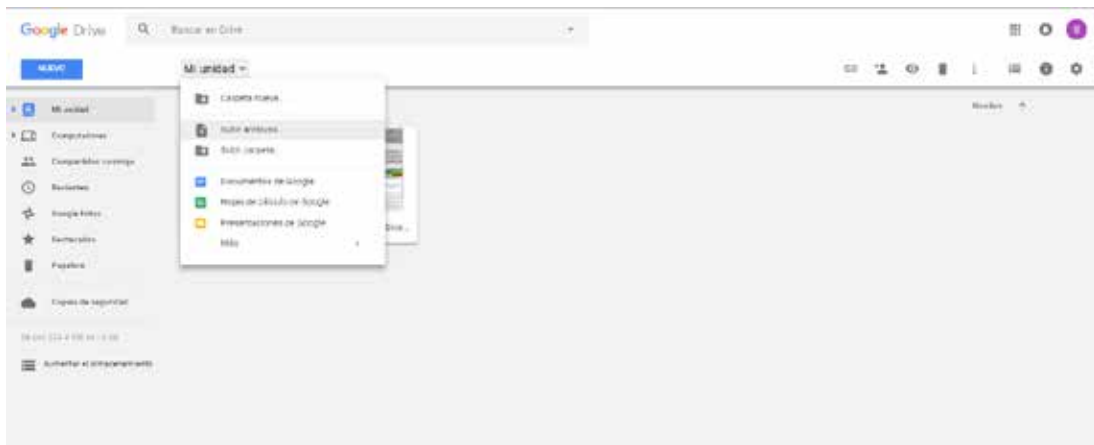 Google Drive
Buscar en Drive
NUEVO
Mi unidad
Carpeta nueva...
Subir archivos...
Subir carpeta...
Documentos de Google
Hojas de cálculo de Google
Presentaciones de Google
Más
Mi unidad
Computadoras
Compartidos conmigo
Recientes
Google Fotos
Destacados
Papelera
Copias de seguridad
Aumentar el almacenamiento
Nombre